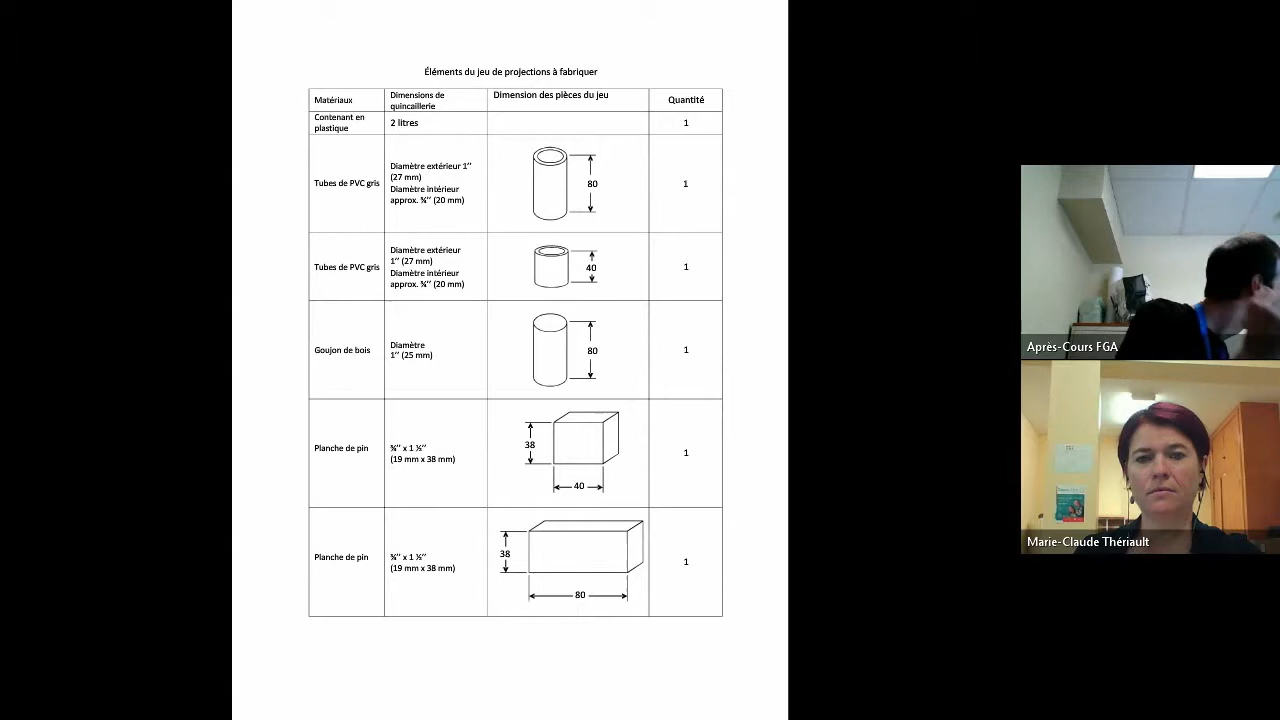 Éléments du jeu de projections à fabriquer
Matériaux
Dimensions de
quincaillerie
Dimension des pièces du jeu
Quantité
Contenant en
plastique
2 litres
1
Tubes de PVC gris
Diamètre extérieur 1’’
(27 mm)
Diamètre intérieur
approx. ¾’’ (20 mm)
80
1
Tubes de PVC gris
Diamètre extérieur
1’’ (27 mm)
Diamètre intérieur
approx. ¾’’ (20 mm)
40
1
Goujon de bois
Diamètre
1’’ (25 mm)
80
1
Planche de pin
¾’’ x 1 ½’’
(19 mm x 38 mm)
38
40
1
Planche de pin
¾’’ x 1 ½’’
(19 mm x 38 mm)
38
80
1
Après-Cours FGA
Marie-Claude Thériault